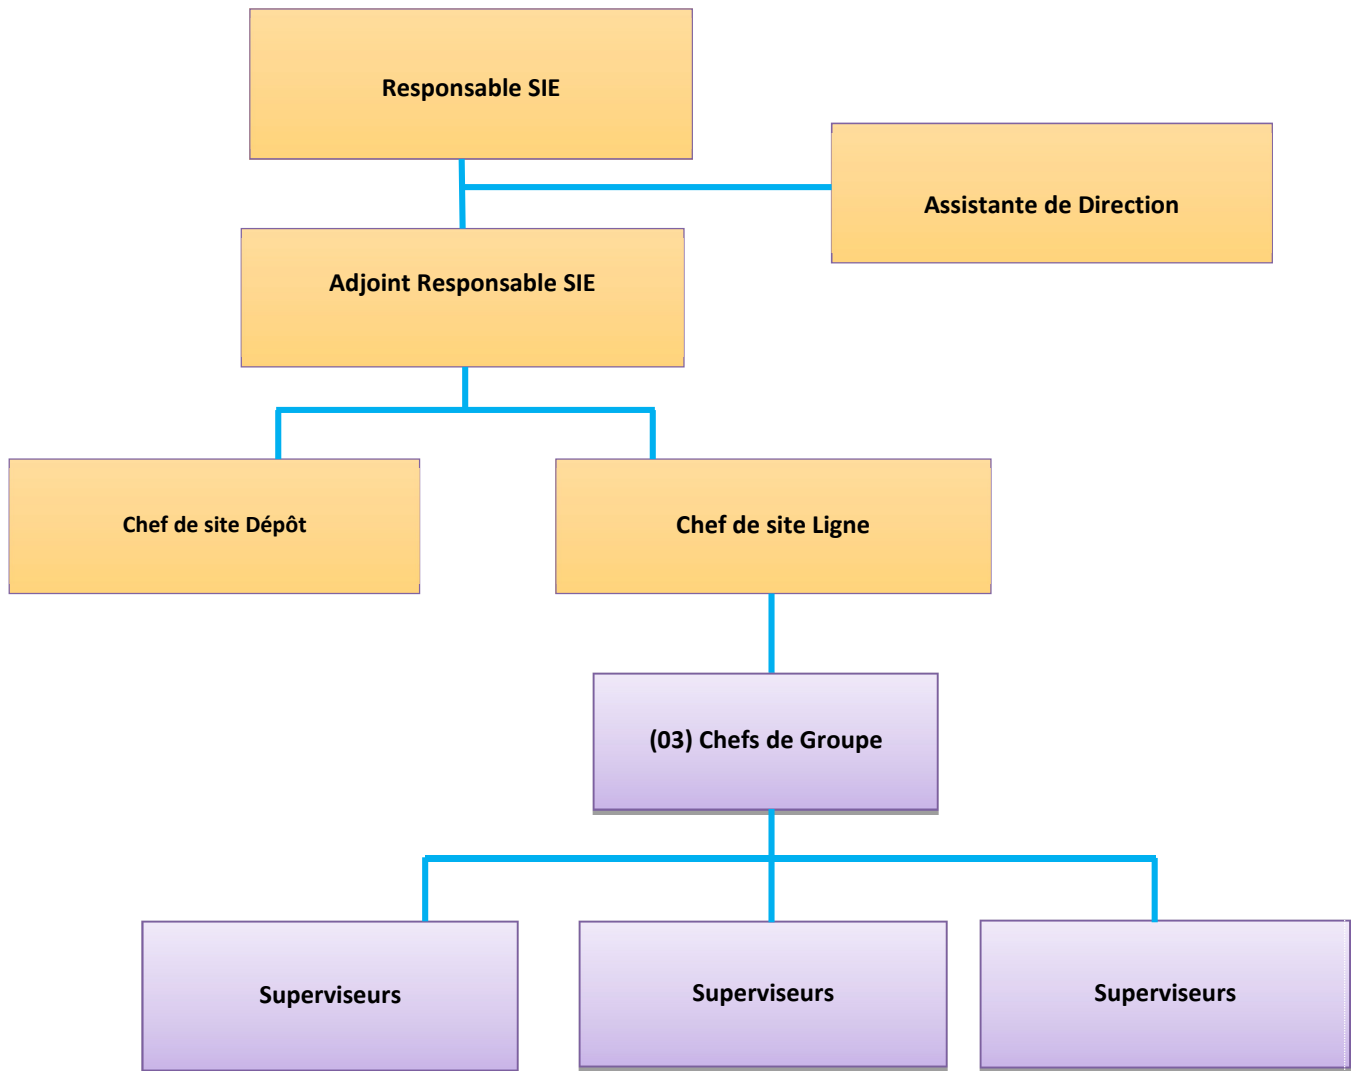 Responsable SIE
Assistante de Direction
Adjoint Responsable SIE
Chef de site Dépôt
Chef de site Ligne
(03) Chefs de Groupe
Superviseurs
Superviseurs
Superviseurs